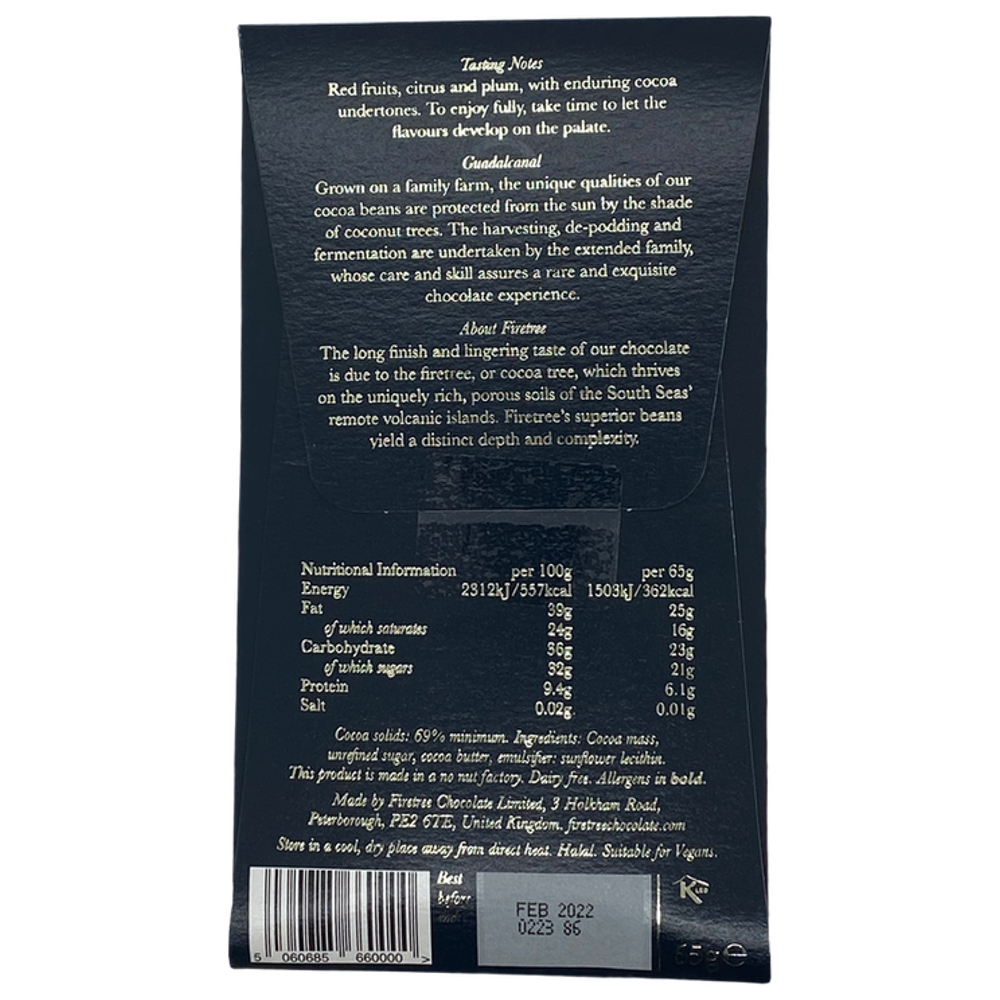 Tasting Notes
Red fruits, citrus and plum, with enduring cocoa
undertones. To enjoy fully, take time to let the
flavours develop on the palate.
Guadalcanal
Grown on a family farm, the unique qualities of our
cocoa beans are protected from the sun by the shade
of coconut trees. The harvesting, de-podding and
fermentation are undertaken by the extended family,
whose care and skill assures a rare and exquisite
chocolate experience.
About Firetree
The long finish and lingering taste of our chocolate
is due to the firetree, or cocoa tree, which thrives
on the uniquely rich, porous soils of the South Seas'
remote volcanic islands. Firetree's superior beans
yield a distinct depth and complexity.
Nutritional Information per 100g per 65g
Energy 2312kJ/557kcal 1503kJ/362kcal
Fat 39g 25g
of which saturates 24g 16g
Carbohydrate 36g 23g
of which sugars 32g 21g
Protein 9.4g 6.1g
Salt 0.02g 0.01g
Cocoa solids: 69% minimum. Ingredients: Cocoa mass,
unrefined sugar, cocoa butter, emulsifier: sunflower lecithin.
This product is made in a no nut factory. Dairy free. Allergens in bold.
Made by Firetree Chocolate Limited, 3 Holkham Road,
Peterborough, PE2 6TE, United Kingdom. firetreechocolate.com
Store in a cool, dry place away from direct heat. Halal. Suitable for Vegans.
Best
before
FEB 2022
0223 86
K LBD
5 060685 660000 >
65g e